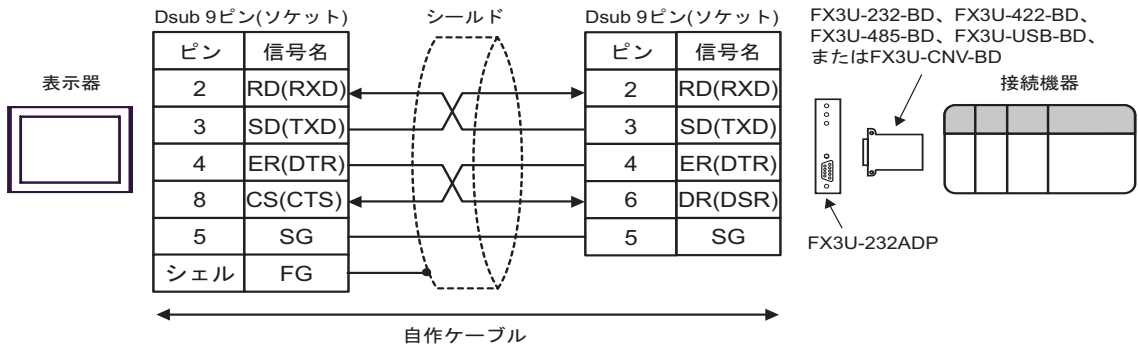 Dsub 9ピン(ソケット)
シールド
Dsub 9ピン(ソケット)
FX3U-232-BD、FX3U-422-BD、
FX3U-485-BD、FX3U-USB-BD、
またはFX3U-CNV-BD
表示器
接続機器
ピン 信号名
2 RD(RXD)
3 SD(TXD)
4 ER(DTR)
8 CS(CTS)
5 SG
シェル FG
ピン 信号名
2 RD(RXD)
3 SD(TXD)
4 ER(DTR)
6 DR(DSR)
5 SG
FX3U-232ADP
自作ケーブル